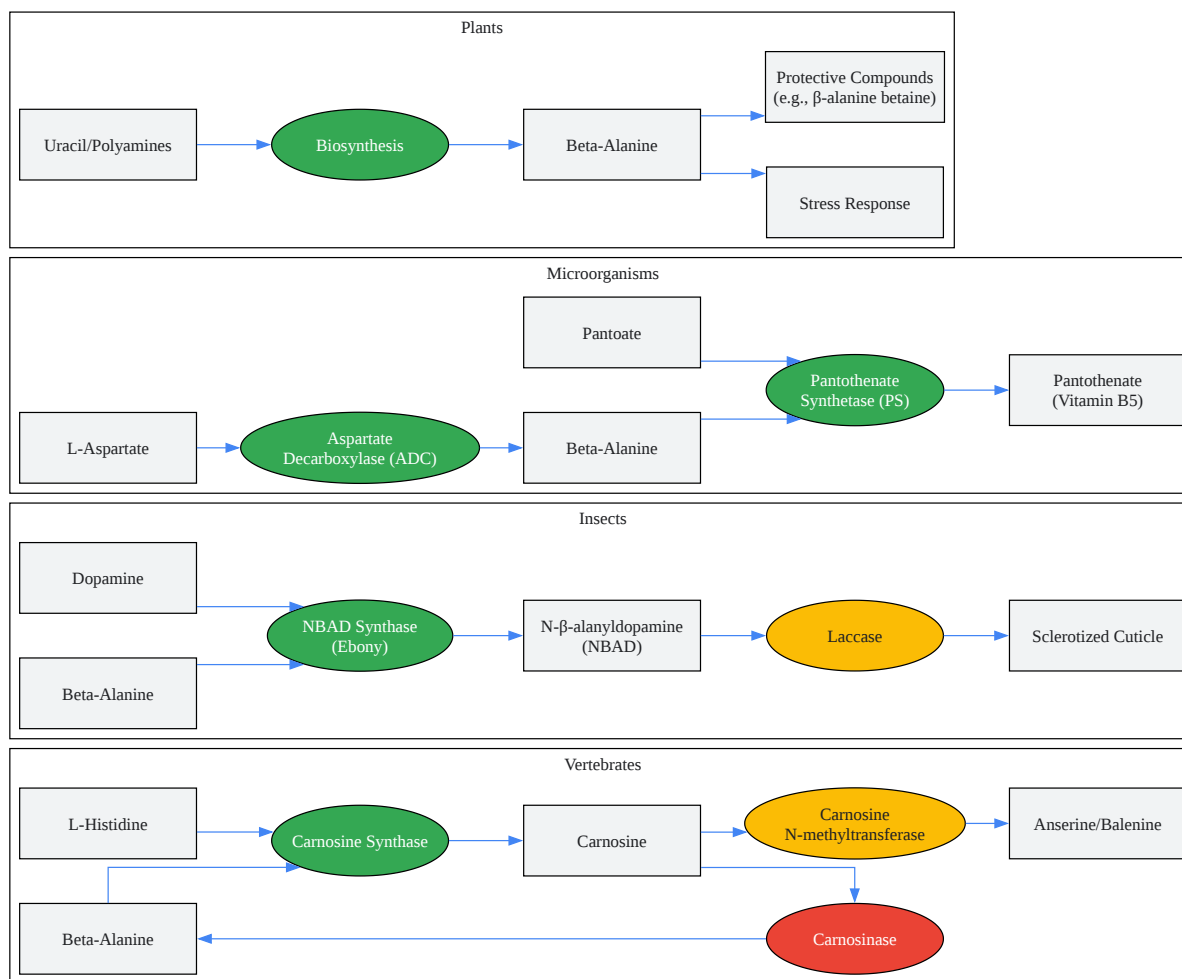 Plants
Uracil/Polyamines
Biosynthesis
Beta-Alanine
Protective Compounds
(e.g., β-alanine betaine)
Stress Response
Microorganisms
Pantoate
L-Aspartate
Aspartate
Decarboxylase (ADC)
Beta-Alanine
Pantothenate
Synthetase (PS)
Pantothenate
(Vitamin B5)
Insects
Dopamine
Beta-Alanine
NBAD Synthase
(Ebony)
N-β-alanyldopamine
(NBAD)
Laccase
Sclerotized Cuticle
Vertebrates
L-Histidine
Beta-Alanine
Carnosine Synthase
Carnosine
Carnosine
N-methyltransferase
Anserine/Balenine
Carnosinase